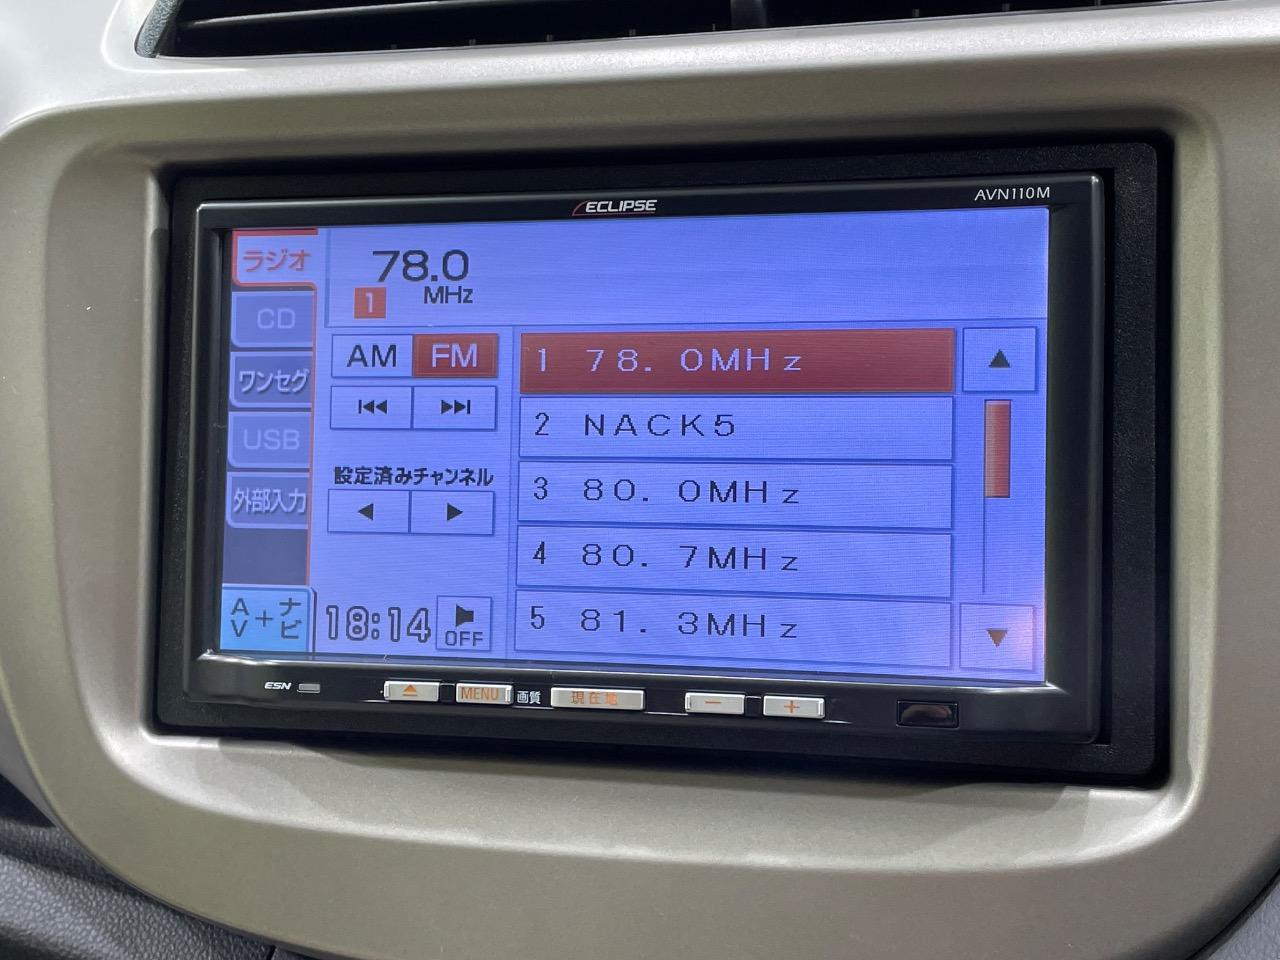 ECLIPSE
AVN110M
ラジオ
78.0
MHz
1
CD
AM
FM
1 78.0MHz
ワンセグ
2 NACK5
USB
設定済みチャンネル
3 80.0MHz
外部入力
4 80.7MHz
AV+ナビ
18:14
OFF
5 81.3MHz
ESN
MENU
画質
現在地